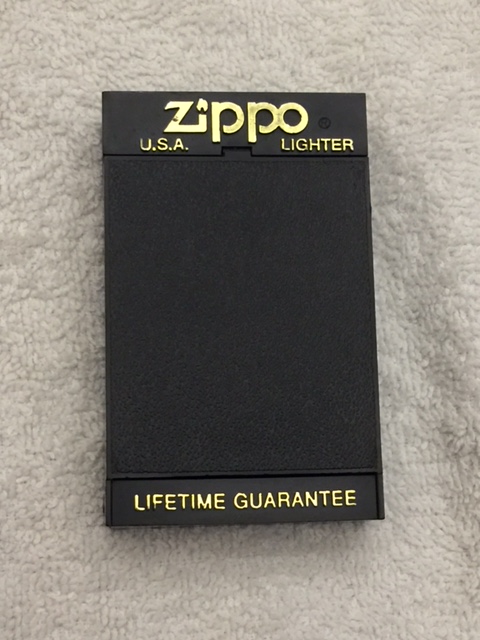 Zippo ®
U.S.A. LIGHTER
LIFETIME GUARANTEE